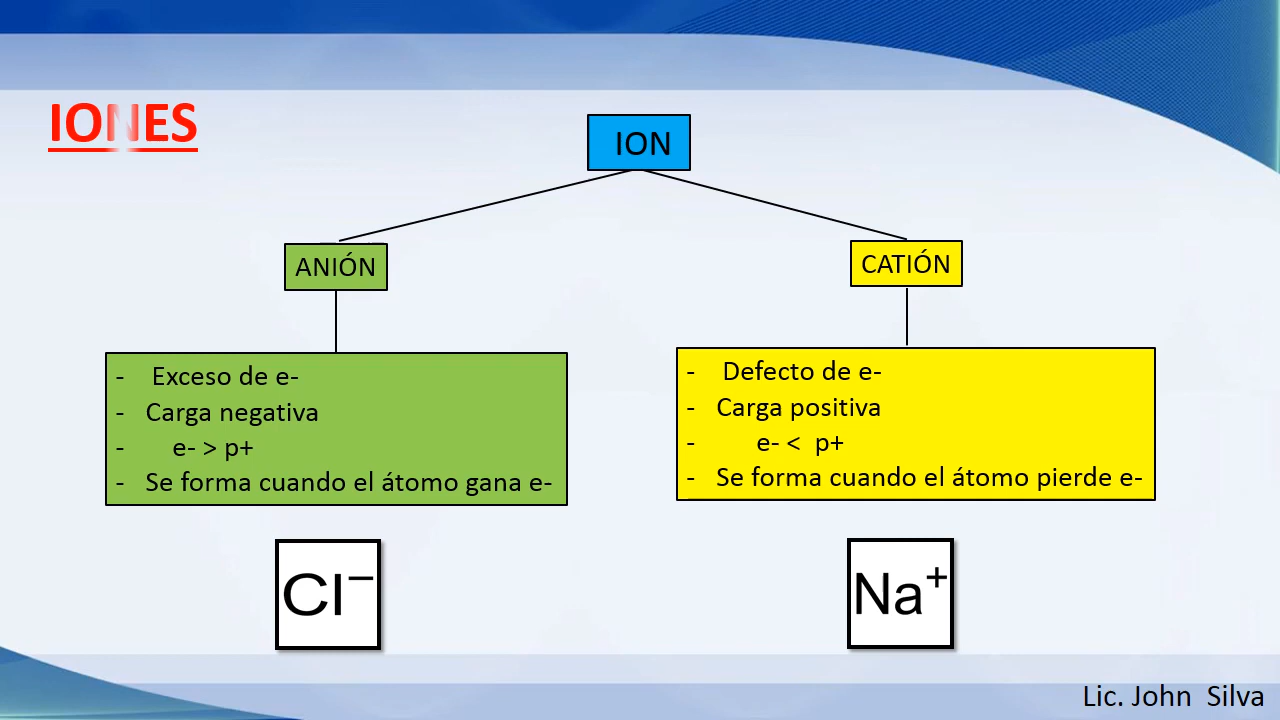 IONES
ION
ANIÓN
CATIÓN
- Exceso de e-
- Carga negativa
- e- > p+
- Se forma cuando el átomo gana e-
- Defecto de e-
- Carga positiva
- e- < p+
- Se forma cuando el átomo pierde e-
Cl⁻
Na⁺
Lic. John Silva